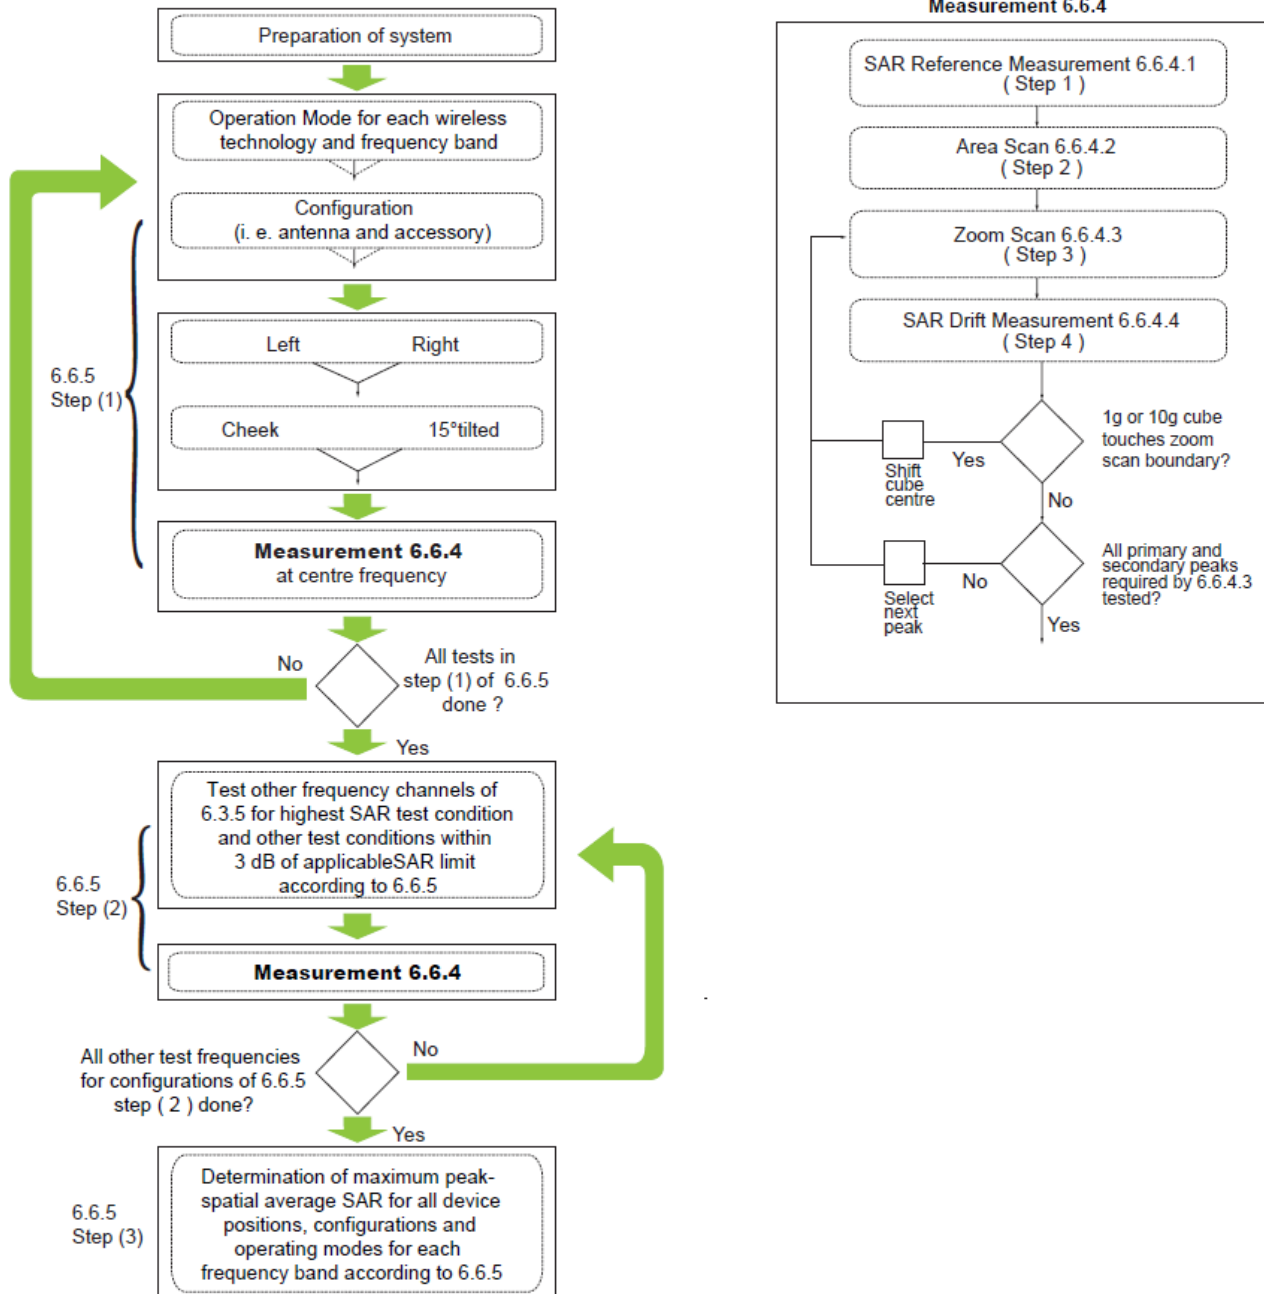 Preparation of system
Operation Mode for each wireless
technology and frequency band
Configuration
(i. e. antenna and accessory)
Left
Right
6.6.5
Step (1)
Cheek
15°tilted
Measurement 6.6.4
at centre frequency
No
All tests in
step (1) of 6.6.5
done ?
Yes
Test other frequency channels of
6.3.5 for highest SAR test condition
and other test conditions within
3 dB of applicableSAR limit
according to 6.6.5
6.6.5
Step (2)
Measurement 6.6.4
No
All other test frequencies
for configurations of 6.6.5
step ( 2 ) done?
Yes
6.6.5
Step (3)
Determination of maximum peak-
spatial average SAR for all device
positions, configurations and
operating modes for each
frequency band according to 6.6.5
Measurement 6.6.4
SAR Reference Measurement 6.6.4.1
( Step 1 )
Area Scan 6.6.4.2
( Step 2 )
Zoom Scan 6.6.4.3
( Step 3 )
SAR Drift Measurement 6.6.4.4
( Step 4 )
1g or 10g cube
touches zoom
scan boundary?
Yes
Shift
cube
centre
No
All primary and
secondary peaks
required by 6.6.4.3
tested?
No
Select
next
peak
Yes